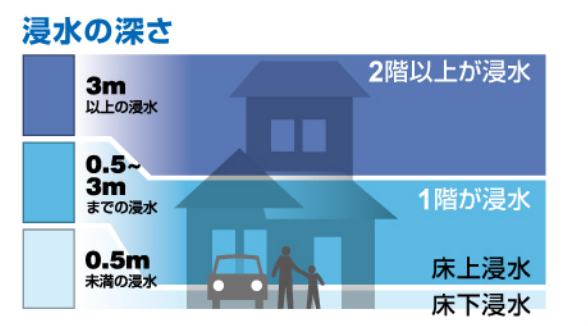 浸水の深さ
3m
以上の浸水
2階以上が浸水
0.5~
3m
までの浸水
1階が浸水
0.5m
未満の浸水
床上浸水
床下浸水